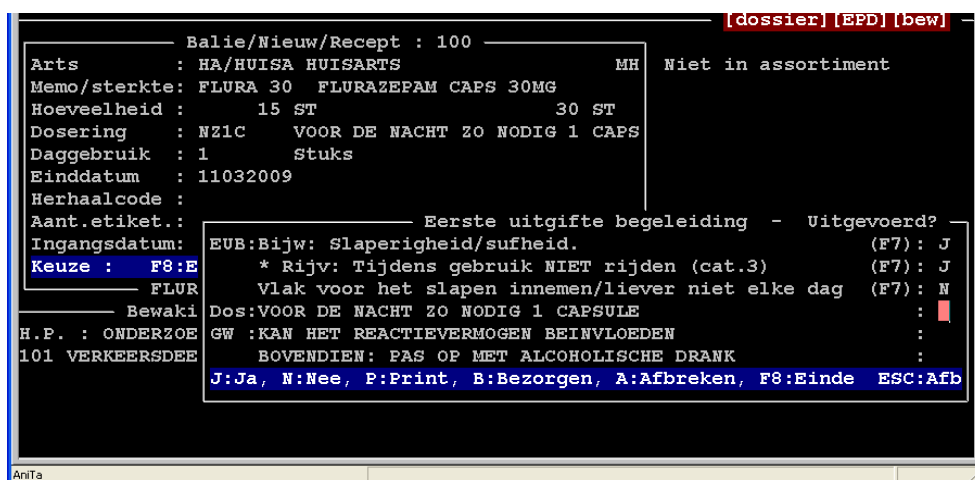 [dossier][EPD][bew]
Balie/Nieuw/Recept : 100
Arts : HA/HUISA HUISARTS MH Niet in assortiment
Memo/sterkte: FLURA 30 FLURAZEPAM CAPS 30MG
Hoeveelheid : 15 ST 30 ST
Dosering : NZ1C VOOR DE NACHT ZO NODIG 1 CAPS
Daggebruik : 1 Stuks
Einddatum : 11032009
Herhaalcode :
Aant.etiket.: Eerste uitgifte begeleiding - Uitgevoerd?
Ingangsdatum: EUB:Bijw: Slaperigheid/sufheid. (F7): J
Keuze : F8:E * Rijv: Tijdens gebruik NIET rijden (cat.3) (F7): J
FLUR Vlak voor het slapen innemen/liever niet elke dag (F7): N
Bewaki Dos:VOOR DE NACHT ZO NODIG 1 CAPSULE :
H.P. : ONDERZOE GW :KAN HET REACTIEVERMOGEN BEINVLOEDEN :
101 VERKEERSDEE BOVENDIEN: PAS OP MET ALCOHOLISCHE DRANK :
J:Ja, N:Nee, P:Print, B:Bezorgen, A:Afbreken, F8:Einde ESC:Afb
AniTa